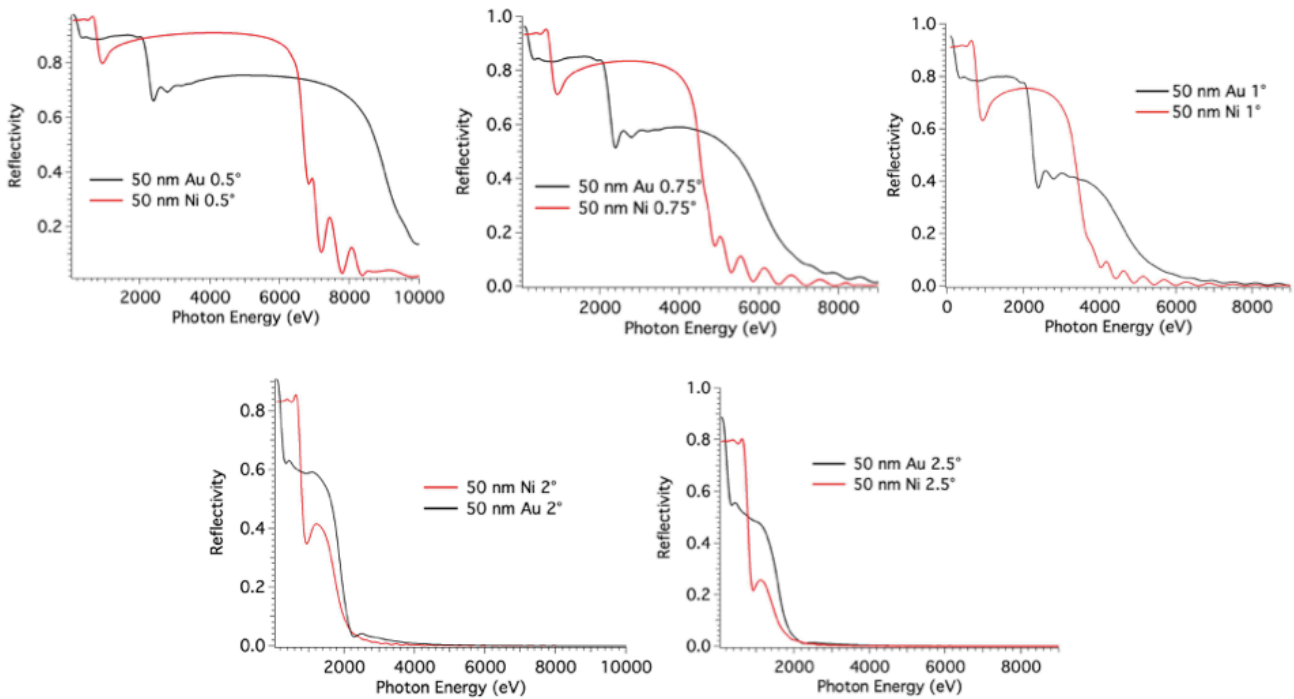 Reflectivity
0.8
0.6
0.4
0.2
50 nm Au 0.5°
50 nm Ni 0.5°
2000 4000 6000 8000 10000
Photon Energy (eV)
Reflectivity
1.0
0.8
0.6
0.4
0.2
0.0
50 nm Au 0.75°
50 nm Ni 0.75°
2000 4000 6000 8000
Photon Energy (eV)
Reflectivity
1.0
0.8
0.6
0.4
0.2
0.0
50 nm Au 1°
50 nm Ni 1°
0 2000 4000 6000 8000
Photon Energy (eV)
Reflectivity
0.8
0.6
0.4
0.2
0.0
50 nm Ni 2°
50 nm Au 2°
2000 4000 6000 8000 10000
Photon Energy (eV)
Reflectivity
1.0
0.8
0.6
0.4
0.2
0.0
50 nm Au 2.5°
50 nm Ni 2.5°
2000 4000 6000 8000
Photon Energy (eV)